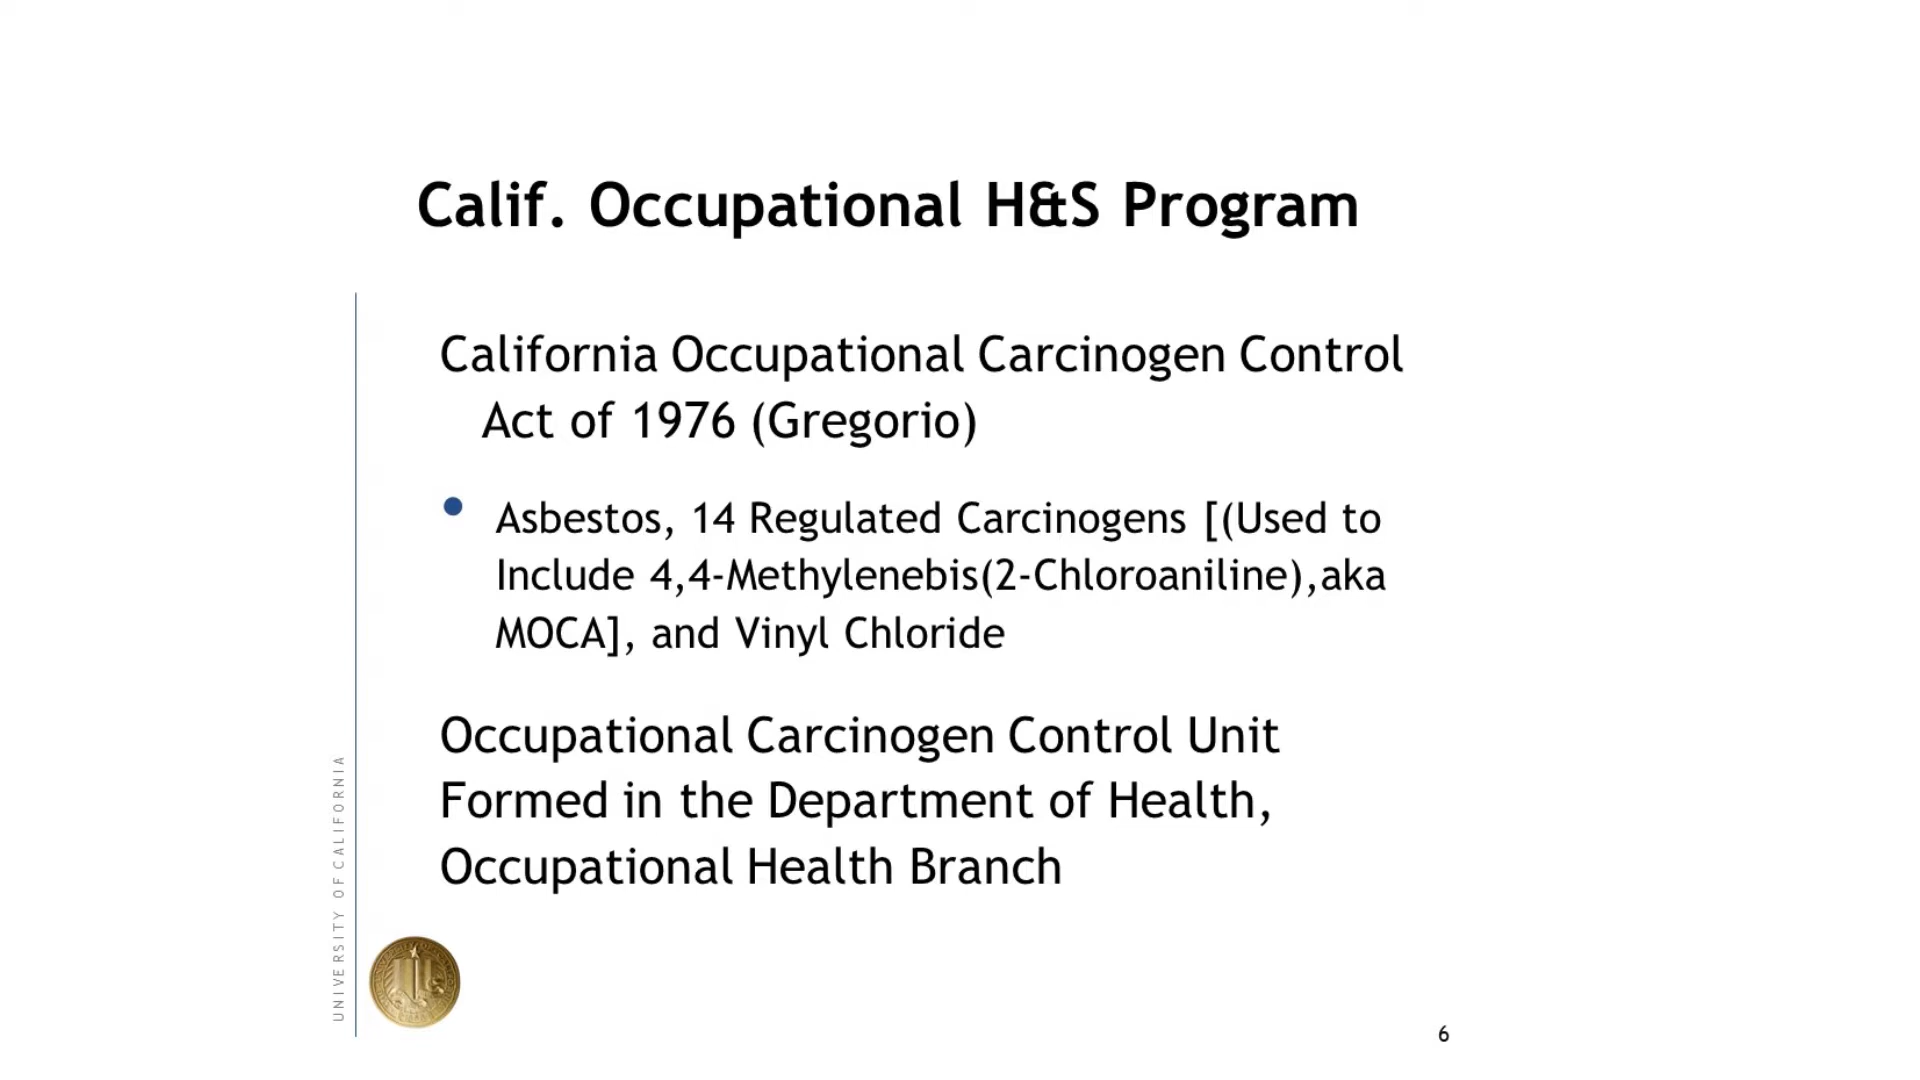 Calif. Occupational H&S Program
California Occupational Carcinogen Control
Act of 1976 (Gregorio)
• Asbestos, 14 Regulated Carcinogens [(Used to
Include 4,4-Methylenebis(2-Chloroaniline),aka
MOCA], and Vinyl Chloride
Occupational Carcinogen Control Unit
Formed in the Department of Health,
Occupational Health Branch
UNIVERSITY OF CALIFORNIA
6